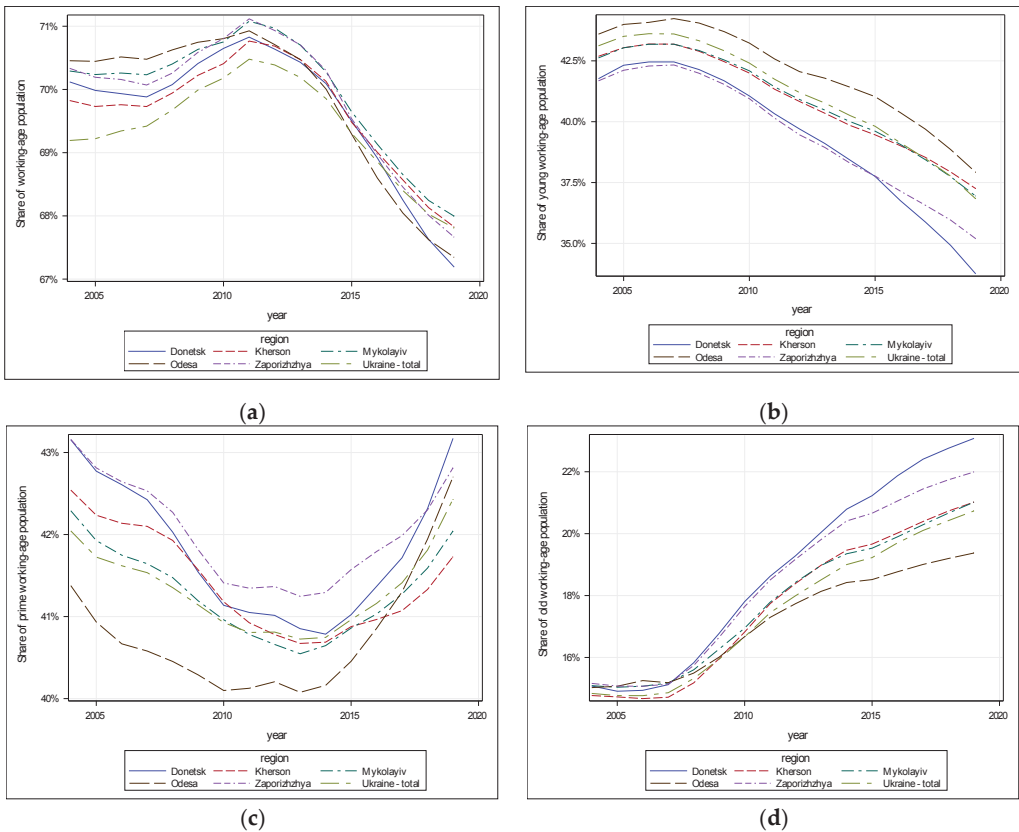 71%
70%
69%
68%
67%
Share of working-age population
2005 2010 2015 2020
year
region
Donetsk Kherson Mykolayiv
Odesa Zaporizhzhya Ukraine - total
(a)
42.5%
40.0%
37.5%
35.0%
Share of young working-age population
2005 2010 2015 2020
year
region
Donetsk Kherson Mykolayiv
Odesa Zaporizhzhya Ukraine - total
(b)
43%
42%
41%
40%
Share of prime working-age population
2005 2010 2015 2020
year
region
Donetsk Kherson Mykolayiv
Odesa Zaporizhzhya Ukraine - total
(c)
22%
20%
18%
16%
Share of old working-age population
2005 2010 2015 2020
year
region
Donetsk Kherson Mykolayiv
Odesa Zaporizhzhya Ukraine - total
(d)